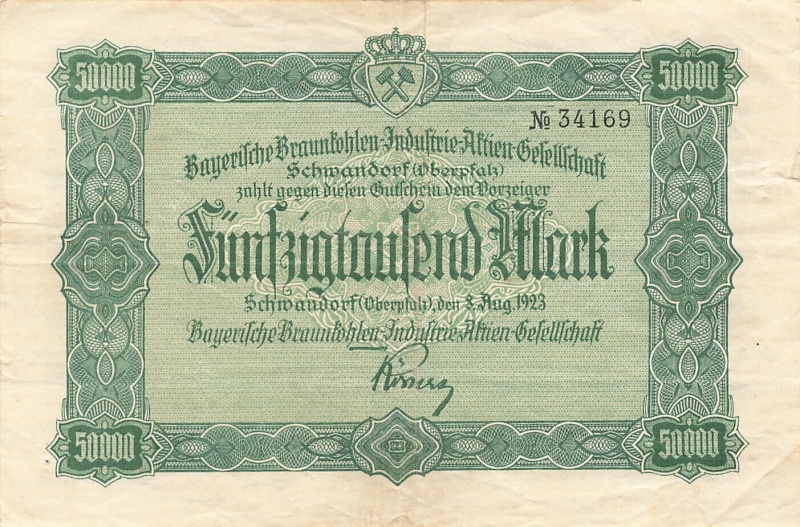 50000 50000
№ 34169
Bayerische Braunkohlen-Industrie-Aktien-Gesellschaft
Schwandorf (Oberpfalz)
zahlt gegen diesen Gutschein dem Vorzeiger
Fünfzigtausend Mark
Schwandorf (Oberpfalz), den 8. Aug. 1923
Bayerische Braunkohlen-Industrie-Aktien-Gesellschaft
50000 50000